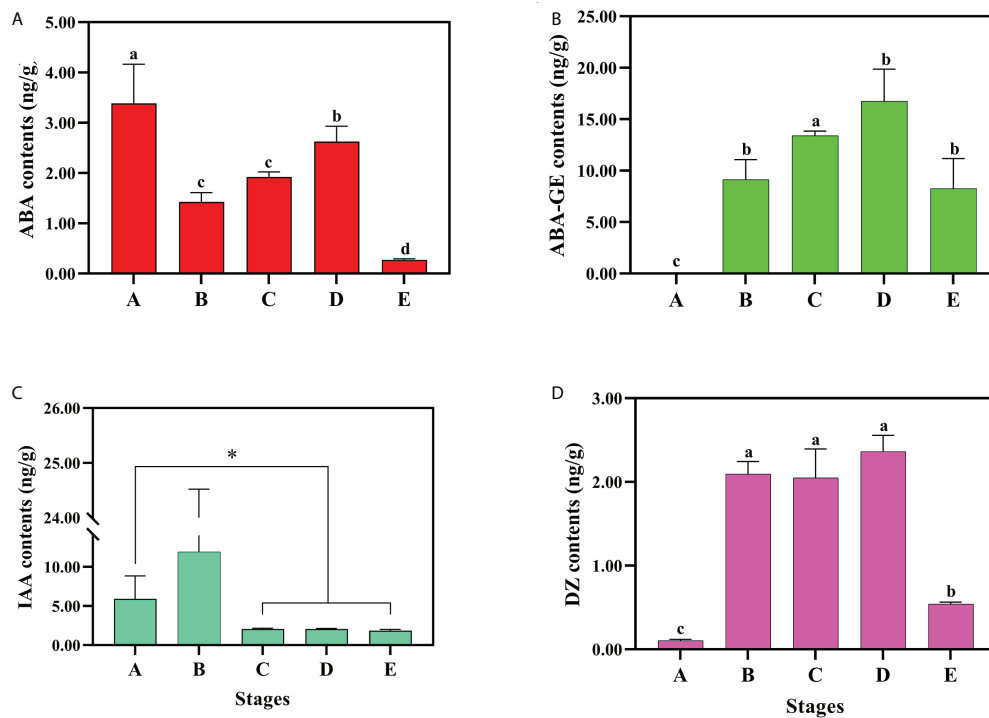 A
ABA contents (ng/g)
5.00
4.00
3.00
2.00
1.00
0.00
a
c
c
b
d
A B C D E
B
ABA-GE contents (ng/g)
25.00
20.00
15.00
10.00
5.00
0.00
c
b
a
b
b
A B C D E
C
IAA contents (ng/g)
26.00
25.00
24.00
10.00
5.00
0.00
*
A B C D E
Stages
D
DZ contents (ng/g)
3.00
2.00
1.00
0.00
c
a
a
a
b
A B C D E
Stages